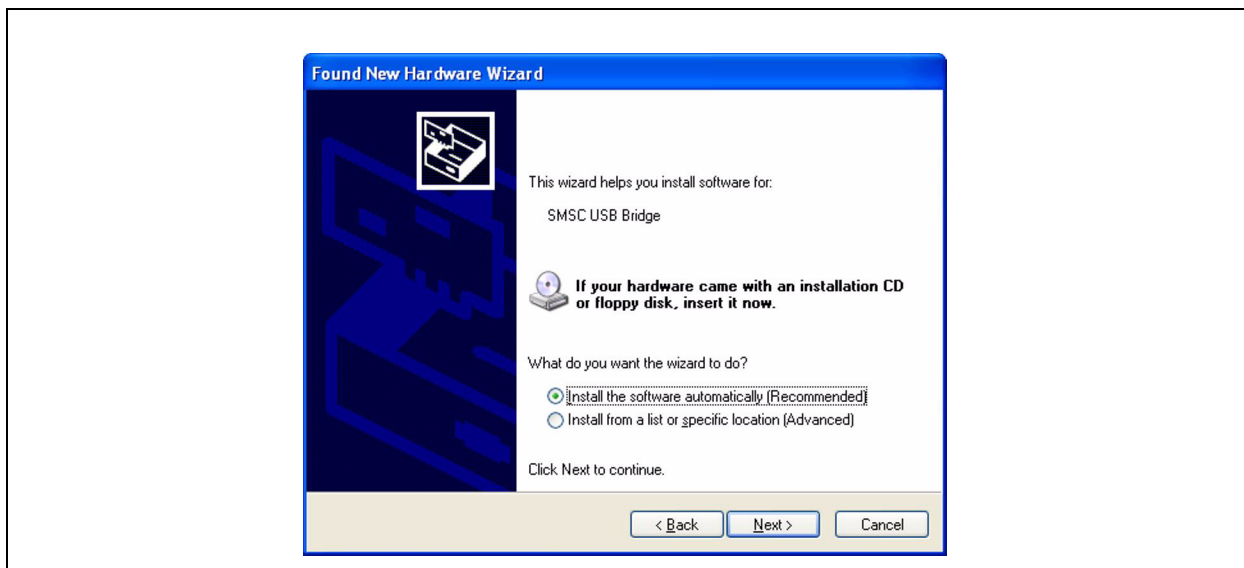 Found New Hardware Wizard
This wizard helps you install software for:
SMSC USB Bridge
If your hardware came with an installation CD
or floppy disk, insert it now.
What do you want the wizard to do?
Install the software automatically (Recommended)
Install from a list or specific location (Advanced)
Click Next to continue.
< Back Next > Cancel